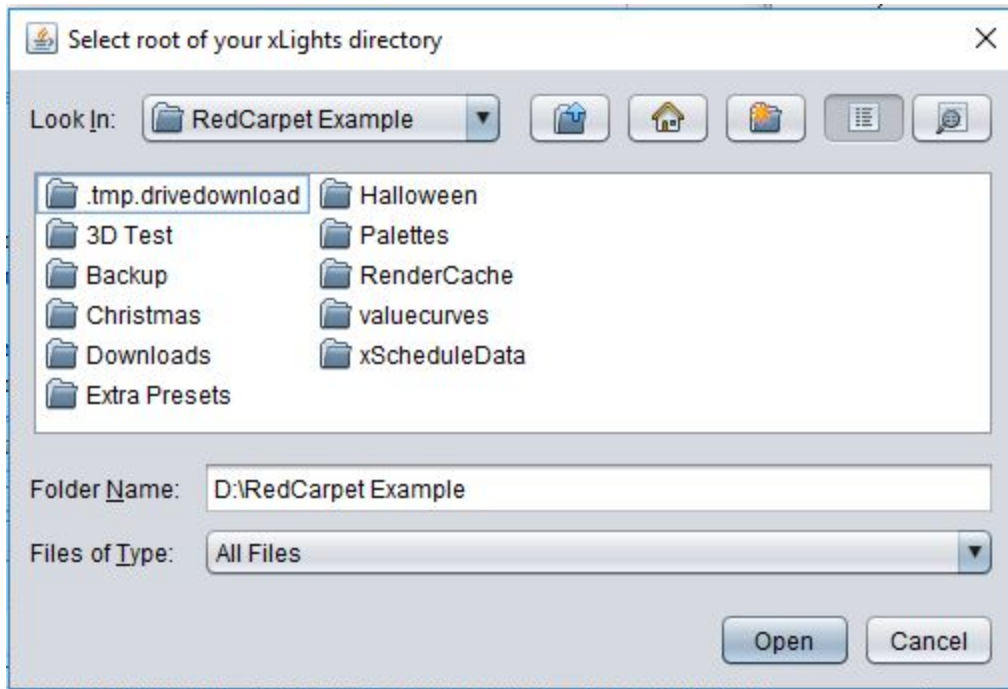 Select root of your xLights directory
Look In: RedCarpet Example
.tmp.drivedownload Halloween
3D Test Palettes
Backup RenderCache
Christmas valuecurves
Downloads xScheduleData
Extra Presets
Folder Name: D:\RedCarpet Example
Files of Type: All Files
Open Cancel